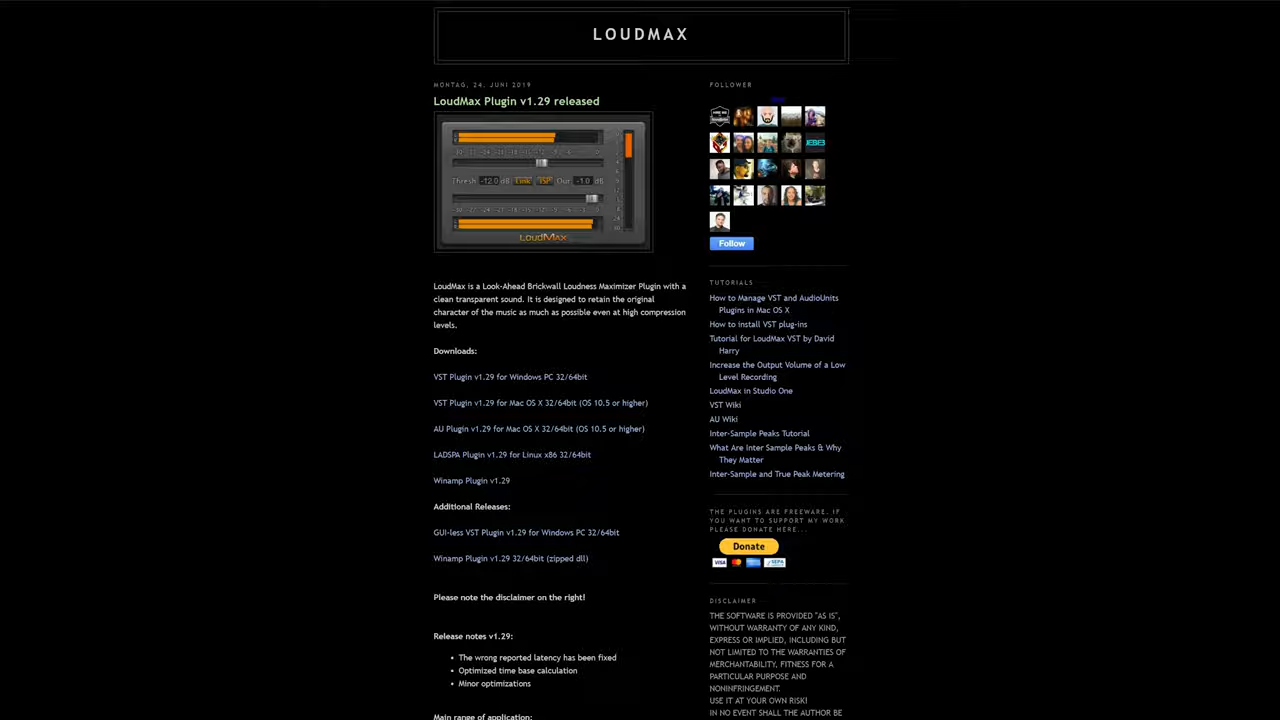 LOUDMAX
MONTAG, 24. JUNI 2019
LoudMax Plugin v1.29 released
Thresh -12.0 dB Link ISP Out -1.0 dB
LoudMax
LoudMax is a Look-Ahead Brickwall Loudness Maximizer Plugin with a
clean transparent sound. It is designed to retain the original
character of the music as much as possible even at high compression
levels.
Downloads:
VST Plugin v1.29 for Windows PC 32/64bit
VST Plugin v1.29 for Mac OS X 32/64bit (OS 10.5 or higher)
AU Plugin v1.29 for Mac OS X 32/64bit (OS 10.5 or higher)
LADSPA Plugin v1.29 for Linux x86 32/64bit
Winamp Plugin v1.29
Additional Releases:
GUI-less VST Plugin v1.29 for Windows PC 32/64bit
Winamp Plugin v1.29 32/64bit (zipped dll)
Please note the disclaimer on the right!
Release notes v1.29:
• The wrong reported latency has been fixed
• Optimized time base calculation
• Minor optimizations
Main range of application:
FOLLOWER
Follow
TUTORIALS
How to Manage VST and AudioUnits
Plugins in Mac OS X
How to install VST plug-ins
Tutorial for LoudMax VST by David
Harry
Increase the Output Volume of a Low
Level Recording
LoudMax in Studio One
VST Wiki
AU Wiki
Inter-Sample Peaks Tutorial
What Are Inter Sample Peaks & Why
They Matter
Inter-Sample and True Peak Metering
THE PLUGINS ARE FREEWARE. IF
YOU WANT TO SUPPORT MY WORK
PLEASE DONATE HERE...
Donate
VISA
SEPA
DISCLAIMER
THE SOFTWARE IS PROVIDED "AS IS",
WITHOUT WARRANTY OF ANY KIND,
EXPRESS OR IMPLIED, INCLUDING BUT
NOT LIMITED TO THE WARRANTIES OF
MERCHANTABILITY, FITNESS FOR A
PARTICULAR PURPOSE AND
NONINFRINGEMENT.
USE IT AT YOUR OWN RISK!
IN NO EVENT SHALL THE AUTHOR BE